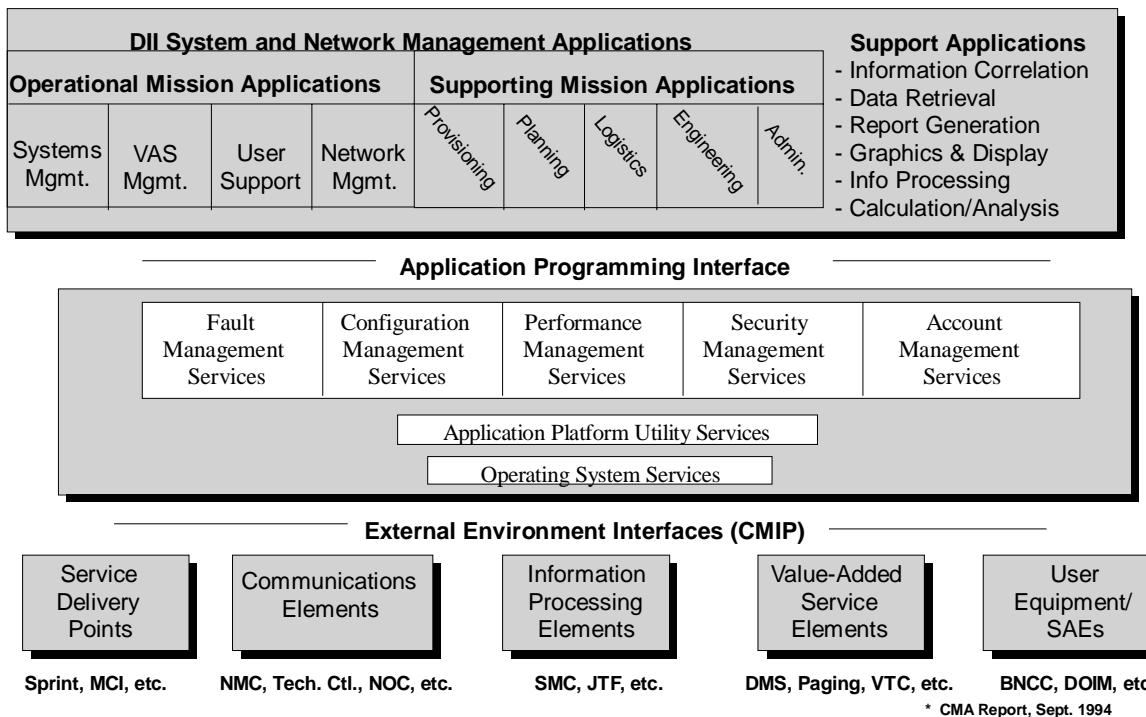 DII System and Network Management Applications
Operational Mission Applications
Supporting Mission Applications
Systems
Mgmt.
VAS
Mgmt.
User
Support
Network
Mgmt.
Provisioning
Planning
Logistics
Engineering
Admin.
Support Applications
- Information Correlation
- Data Retrieval
- Report Generation
- Graphics & Display
- Info Processing
- Calculation/Analysis
Application Programming Interface
Fault
Management
Services
Configuration
Management
Services
Performance
Management
Services
Security
Management
Services
Account
Management
Services
Application Platform Utility Services
Operating System Services
External Environment Interfaces (CMIP)
Service
Delivery
Points
Communications
Elements
Information
Processing
Elements
Value-Added
Service
Elements
User
Equipment/
SAEs
Sprint, MCI, etc.
NMC, Tech. Ctl., NOC, etc.
SMC, JTF, etc.
DMS, Paging, VTC, etc.
BNCC, DOIM, etc
* CMA Report, Sept. 1994